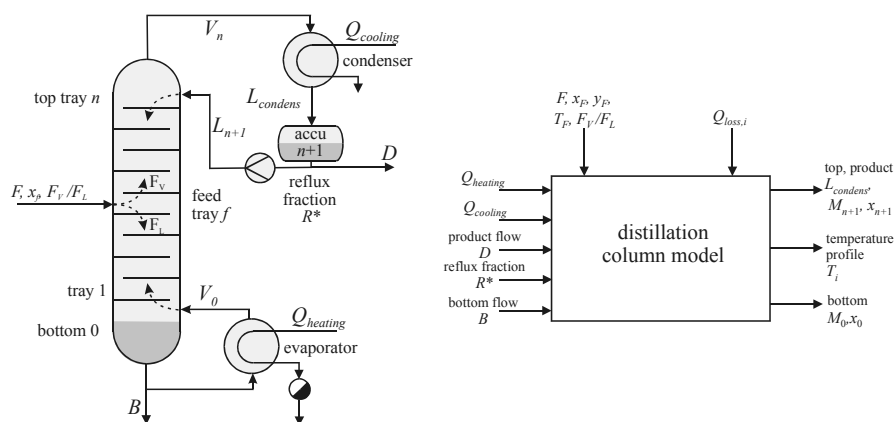 V_n
Q_cooling
condenser
top tray n
L_condens
L_n+1
accu
n+1
D
reflux
fraction
R*
F, x_f, F_V/F_L
F_V
F_L
feed
tray f
tray 1
V_0
bottom 0
Q_heating
evaporator
B
F, x_F, y_F,
T_F, F_V/F_L
Q_loss,i
Q_heating
Q_cooling
product flow
D
reflux fraction
R*
bottom flow
B
distillation
column model
top, product
L_condens,
M_n+1, x_n+1
temperature
profile
T_i
bottom
M_0,x_0